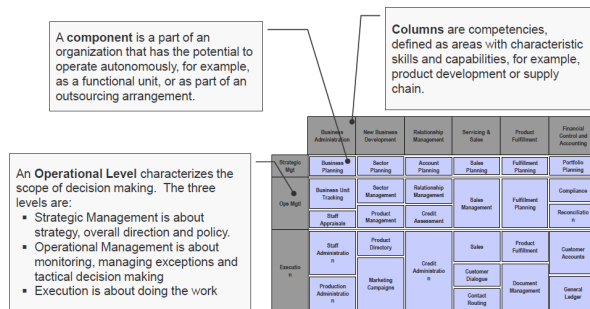 A component is a part of an
organization that has the potential to
operate autonomously, for example,
as a functional unit, or as part of an
outsourcing arrangement.
Columns are competencies,
defined as areas with characteristic
skills and capabilities, for example,
product development or supply
chain.
An Operational Level characterizes the
scope of decision making. The three
levels are:
▪ Strategic Management is about
strategy, overall direction and policy.
▪ Operational Management is about
monitoring, managing exceptions and
tactical decision making
▪ Execution is about doing the work
Business
Administration
New Business
Development
Relationship
Management
Servicing &
Sales
Product
Fulfillment
Financial
Control and
Accounting
Strategic
Mgt
Business
Planning
Sector
Planning
Account
Planning
Sales
Planning
Fulfillment
Planning
Portfolio
Planning
Ope Mgtl
Business Unit
Tracking
Sector
Management
Relationship
Management
Sales
Management
Fulfillment
Planning
Compliance
Staff
Appraisals
Product
Management
Credit
Assessment
Reconciliatio
n
Executio
n
Staff
Administratio
n
Product
Directory
Credit
Administratio
n
Sales
Product
Fulfillment
Customer
Accounts
Production
Administratio
n
Marketing
Campaigns
Customer
Dialogue
Contact
Routing
Document
Management
General
Ledger